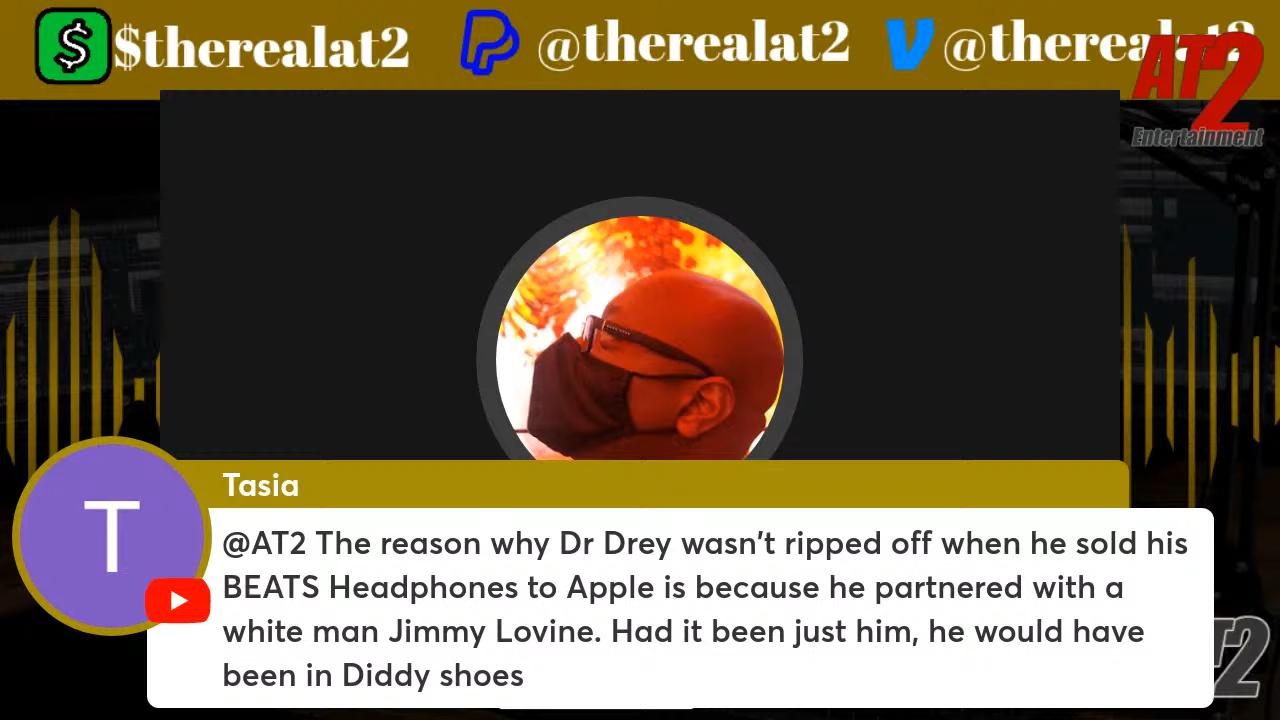 $therealat2 @therealat2 @therealat2
AT2
Entertainment
T
Tasia
@AT2 The reason why Dr Drey wasn't ripped off when he sold his
BEATS Headphones to Apple is because he partnered with a
white man Jimmy Lovine. Had it been just him, he would have
been in Diddy shoes